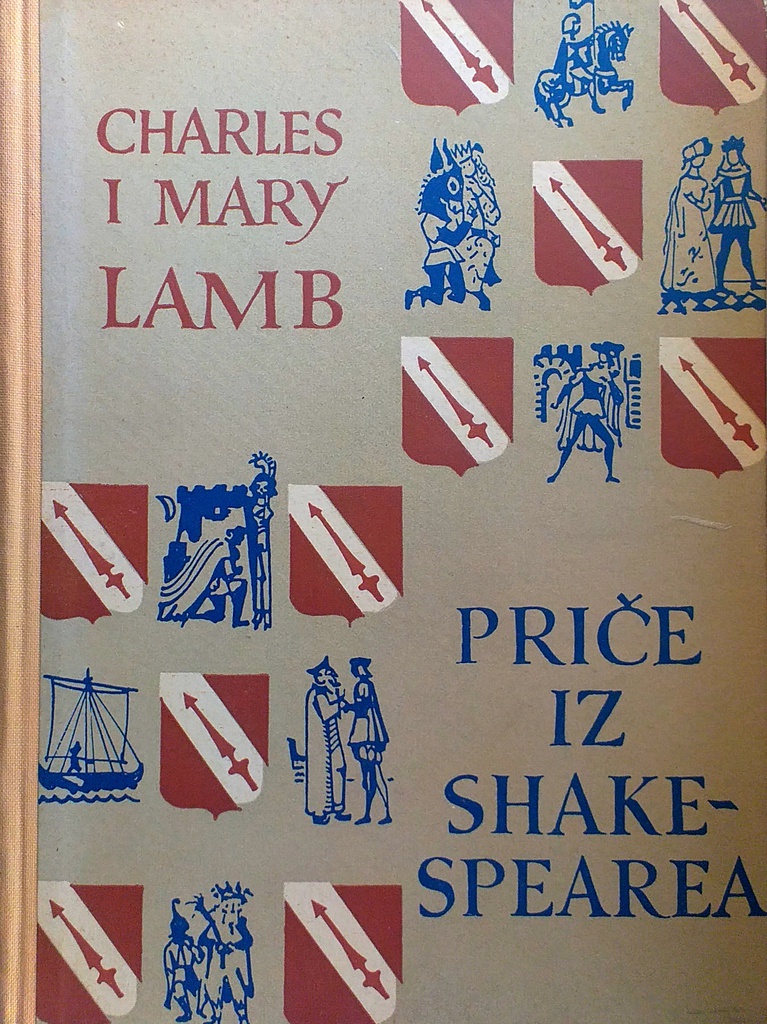 CHARLES
I MARY
LAMB
PRIČE
IZ
SHAKE-
SPEAREA